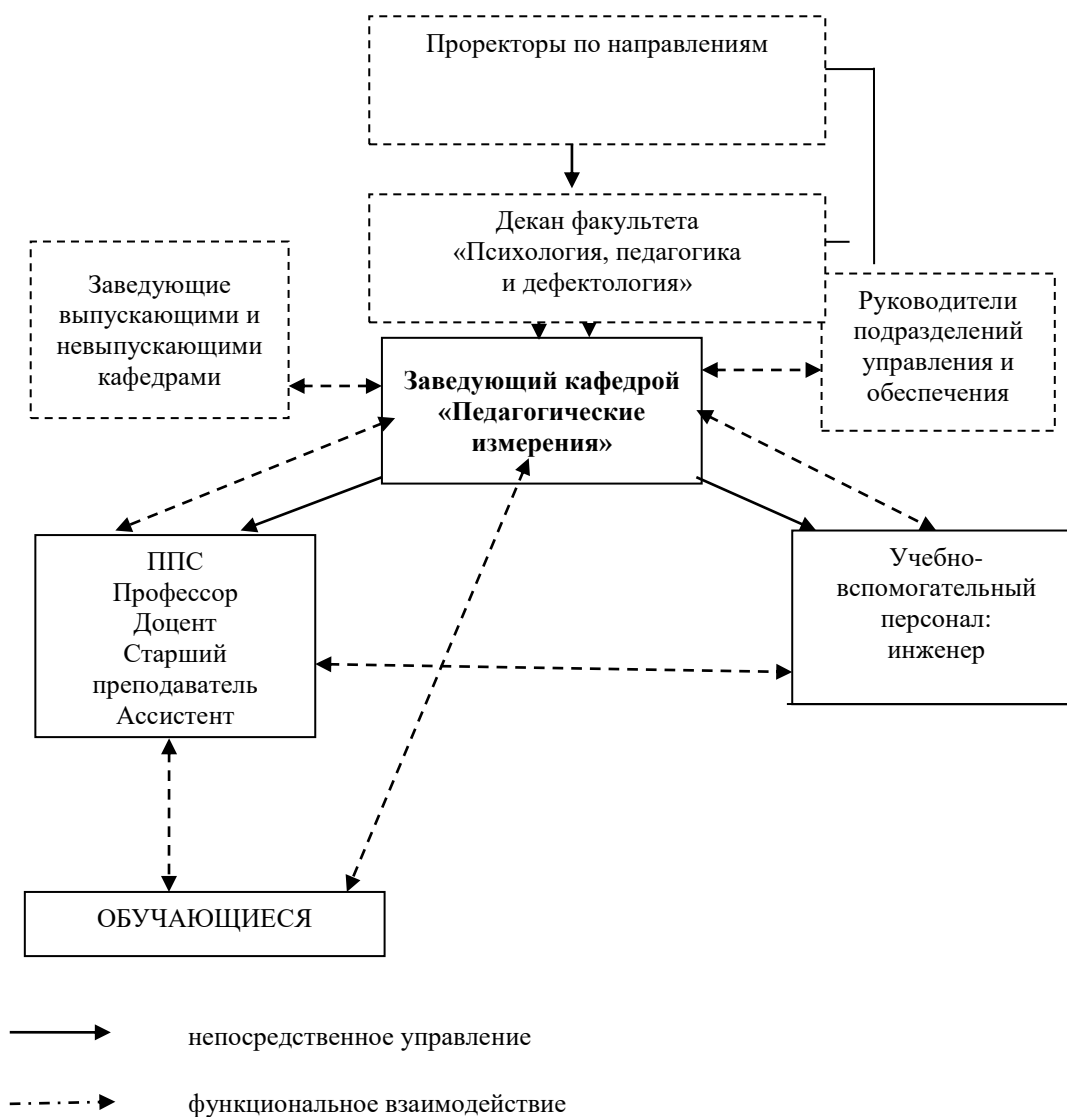 Проректоры по направлениям
Декан факультета
«Психология, педагогика
и дефектология»
Заведующие
выпускающими и
невыпускающими
кафедрами
Руководители
подразделений
управления и
обеспечения
Заведующий кафедрой
«Педагогические
измерения»
ППС
Профессор
Доцент
Старший
преподаватель
Ассистент
Учебно-
вспомогательный
персонал:
инженер
ОБУЧАЮЩИЕСЯ
непосредственное управление
функциональное взаимодействие